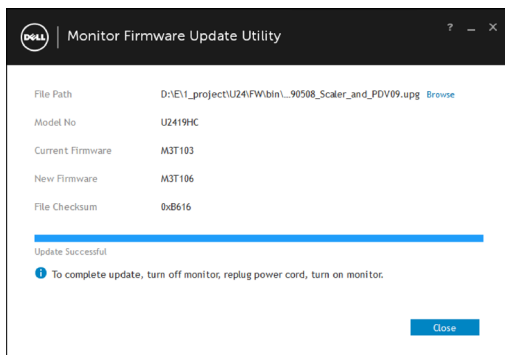 DELL
Monitor Firmware Update Utility
? _ X
File Path D:\E\1_project\U24\FW\bin\...90508_Scaler_and_PDV09.upg Browse
Model No U2419HC
Current Firmware M3T103
New Firmware M3T106
File Checksum 0xB616
Update Successful
i To complete update, turn off monitor, replug power cord, turn on monitor.
Close